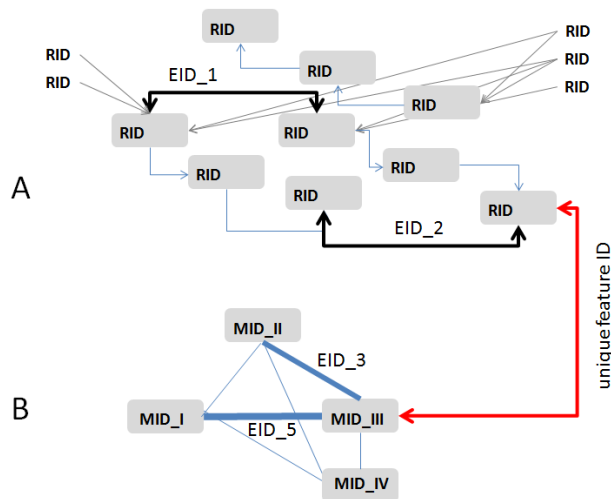 RID
RID
RID
RID
RID
EID_1
RID
RID
RID
RID
RID
A
RID
RID
RID
RID
EID_2
unique feature ID
MID_II
EID_3
B
MID_I
MID_III
EID_5
MID_IV